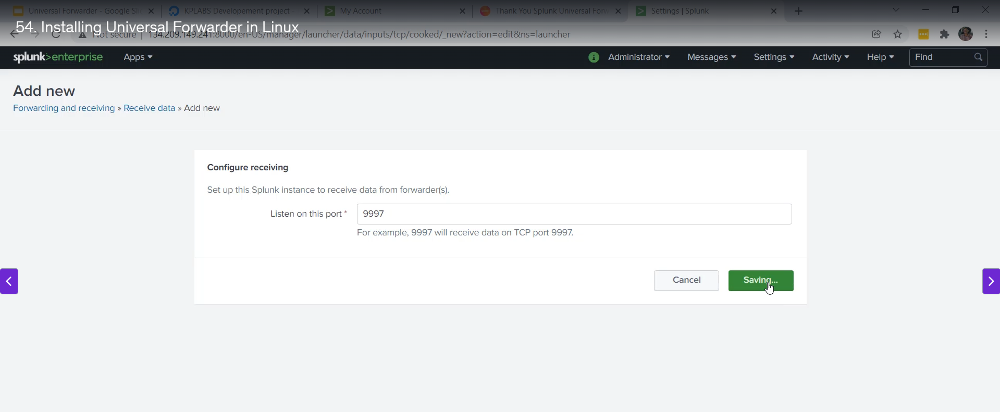 Universal Forwarder - Google Sli
KPLABS Developement project -
My Account
Thank You Splunk Universal Forw
Settings | Splunk
54. Installing Universal Forwarder in Linux
Not secure | 134.209.149.241:8000/en-US/manager/launcher/data/inputs/tcp/cooked/_new?action=edit&ns=launcher
splunk>enterprise
Apps
i
Administrator
Messages
Settings
Activity
Help
Find
Add new
Forwarding and receiving » Receive data » Add new
Configure receiving
Set up this Splunk instance to receive data from forwarder(s).
Listen on this port * 9997
For example, 9997 will receive data on TCP port 9997.
Cancel
Saving...